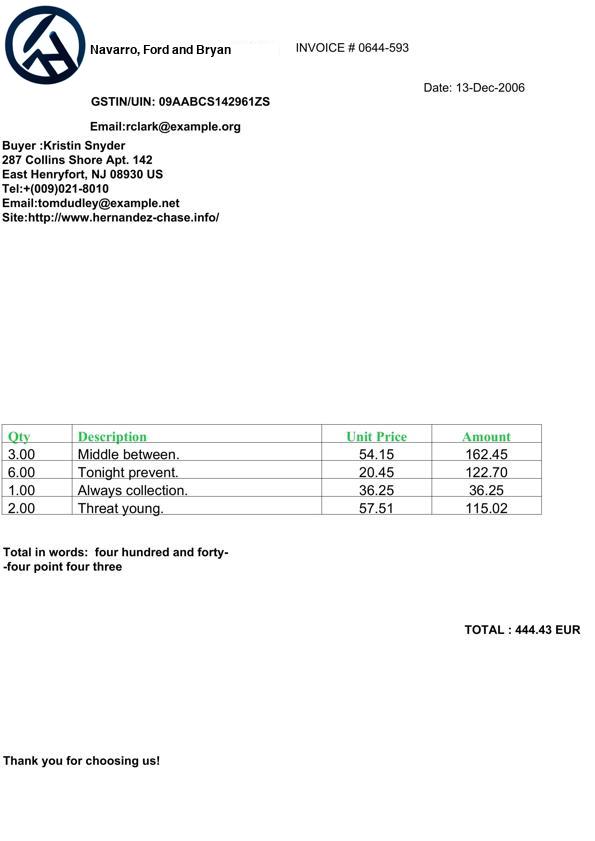 Navarro, Ford and Bryan
INVOICE # 0644-593
Date: 13-Dec-2006
GSTIN/UIN: 09AABCS142961ZS
Email:rclark@example.org
Buyer :Kristin Snyder
287 Collins Shore Apt. 142
East Henryfort, NJ 08930 US
Tel:+(009)021-8010
Email:tomdudley@example.net
Site:http://www.hernandez-chase.info/
Qty Description Unit Price Amount
3.00 Middle between. 54.15 162.45
6.00 Tonight prevent. 20.45 122.70
1.00 Always collection. 36.25 36.25
2.00 Threat young. 57.51 115.02
Total in words:  four hundred and forty-
-four point four three
TOTAL : 444.43 EUR
Thank you for choosing us!